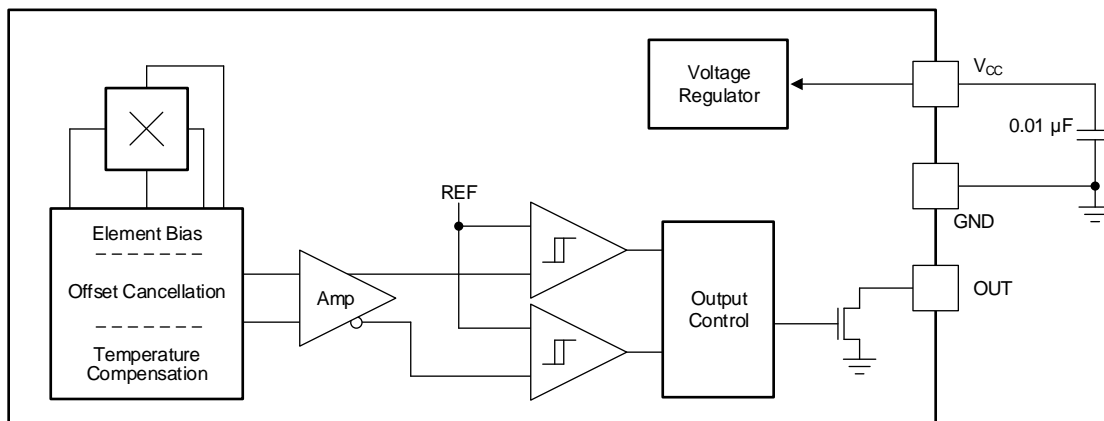 Voltage
Regulator
VCC
0.01 µF
GND
REF
Element Bias
Offset Cancellation
Temperature
Compensation
Amp
Output
Control
OUT